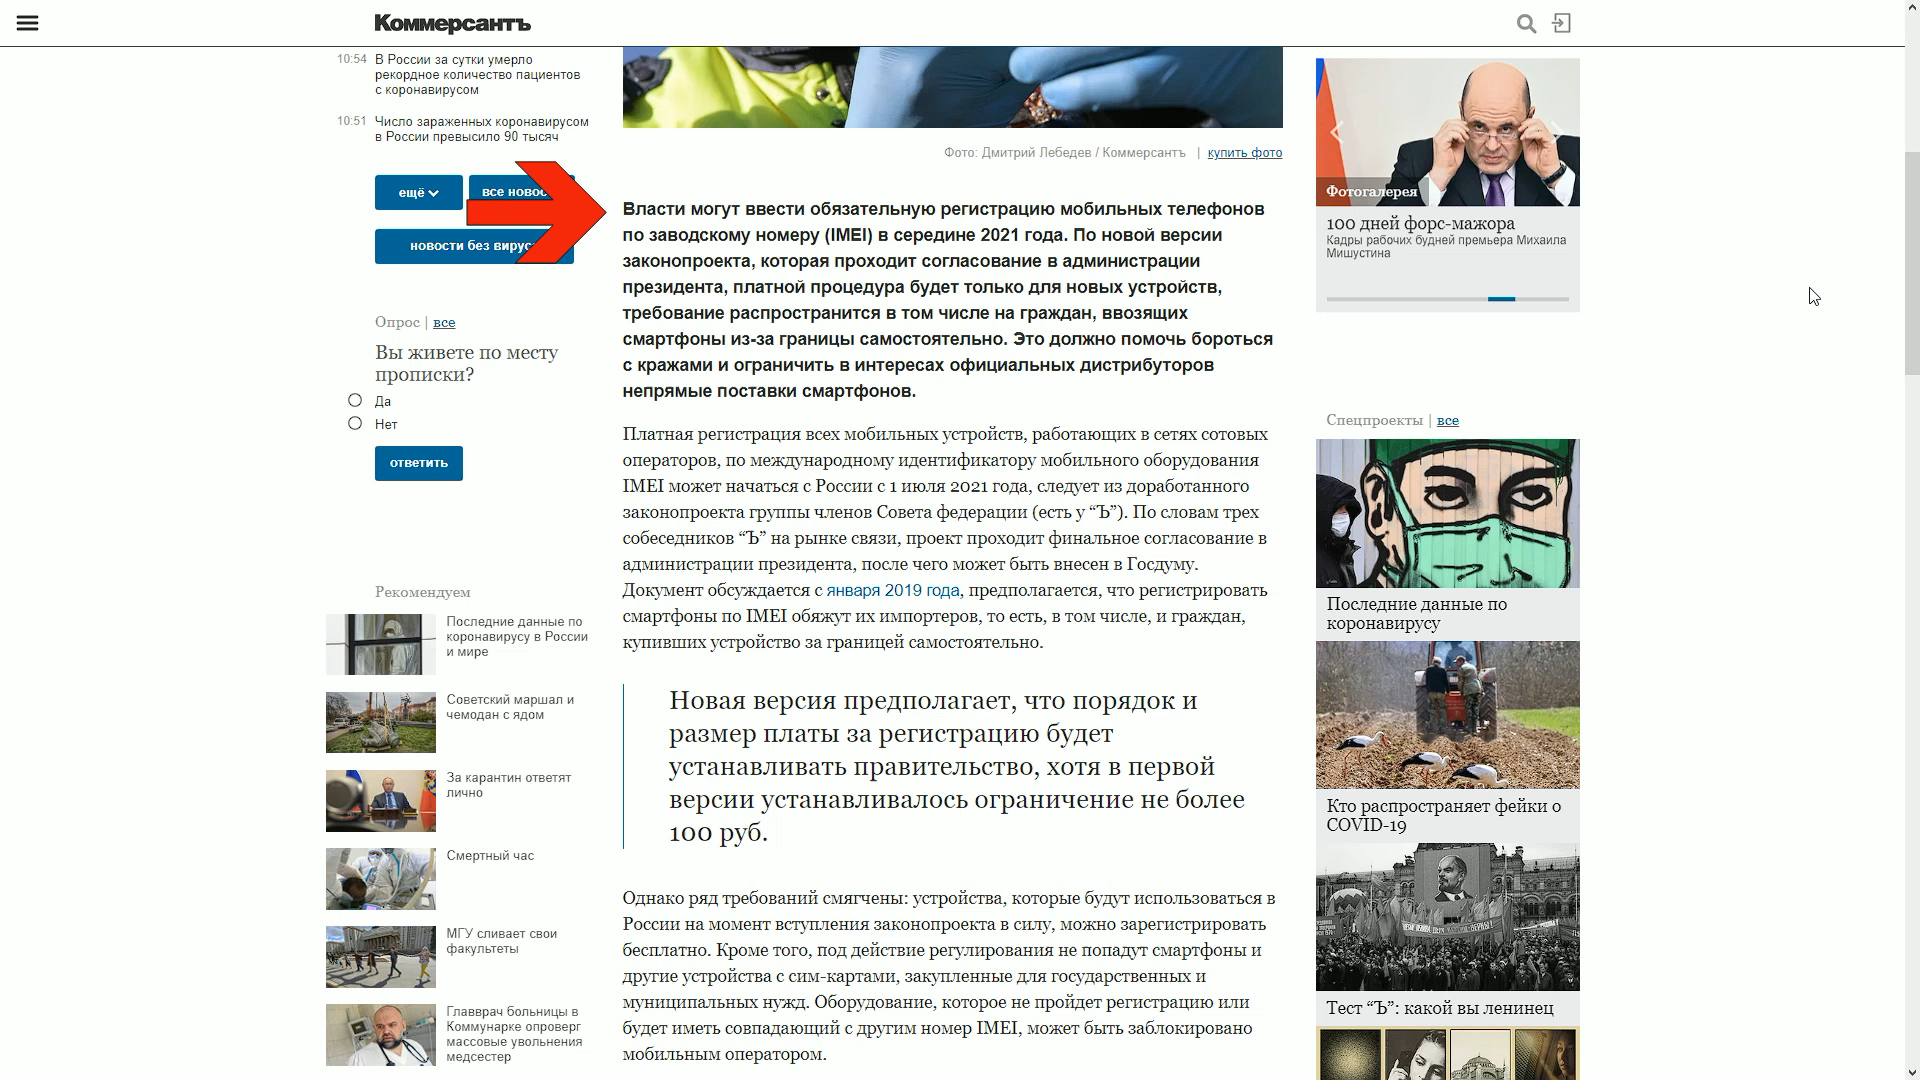 Коммерсантъ
10:54 В России за сутки умерло
рекордное количество пациентов
с коронавирусом
10:51 Число зараженных коронавирусом
в России превысило 90 тысяч
ещё
все
новости без
Опрос | все
Вы живете по месту
прописки?
Да
Нет
ответить
Рекомендуем
Последние данные по
коронавирусу в России
и мире
Советский маршал и
чемодан с ядом
За карантин ответят
лично
Смертный час
МГУ сливает свои
факультеты
Главврач больницы в
Коммунарке опроверг
массовые увольнения
медсестер
Фото: Дмитрий Лебедев / Коммерсантъ | купить фото
Власти могут ввести обязательную регистрацию мобильных телефонов
по заводскому номеру (IMEI) в середине 2021 года. По новой версии
законопроекта, которая проходит согласование в администрации
президента, платной процедура будет только для новых устройств,
требование распространится в том числе на граждан, ввозящих
смартфоны из-за границы самостоятельно. Это должно помочь бороться
с кражами и ограничить в интересах официальных дистрибуторов
непрямые поставки смартфонов.
Платная регистрация всех мобильных устройств, работающих в сетях сотовых
операторов, по международному идентификатору мобильного оборудования
IMEI может начаться с России с 1 июля 2021 года, следует из доработанного
законопроекта группы членов Совета федерации (есть у “Ъ”). По словам трех
собеседников “Ъ” на рынке связи, проект проходит финальное согласование в
администрации президента, после чего может быть внесен в Госдуму.
Документ обсуждается с января 2019 года, предполагается, что регистрировать
смартфоны по IMEI обяжут их импортеров, то есть, в том числе, и граждан,
купивших устройство за границей самостоятельно.
Новая версия предполагает, что порядок и
размер платы за регистрацию будет
устанавливать правительство, хотя в первой
версии устанавливалось ограничение не более
100 руб.
Однако ряд требований смягчены: устройства, которые будут использоваться в
России на момент вступления законопроекта в силу, можно зарегистрировать
бесплатно. Кроме того, под действие регулирования не попадут смартфоны и
другие устройства с сим-картами, закупленные для государственных и
муниципальных нужд. Оборудование, которое не пройдет регистрацию или
будет иметь совпадающий с другим номер IMEI, может быть заблокировано
мобильным оператором.
Фотогалерея
100 дней форс-мажора
Кадры рабочих будней премьера Михаила
Мишустина
Спецпроекты | все
Последние данные по
коронавирусу
Кто распространяет фейки о
COVID-19
Тест “Ъ”: какой вы ленинец